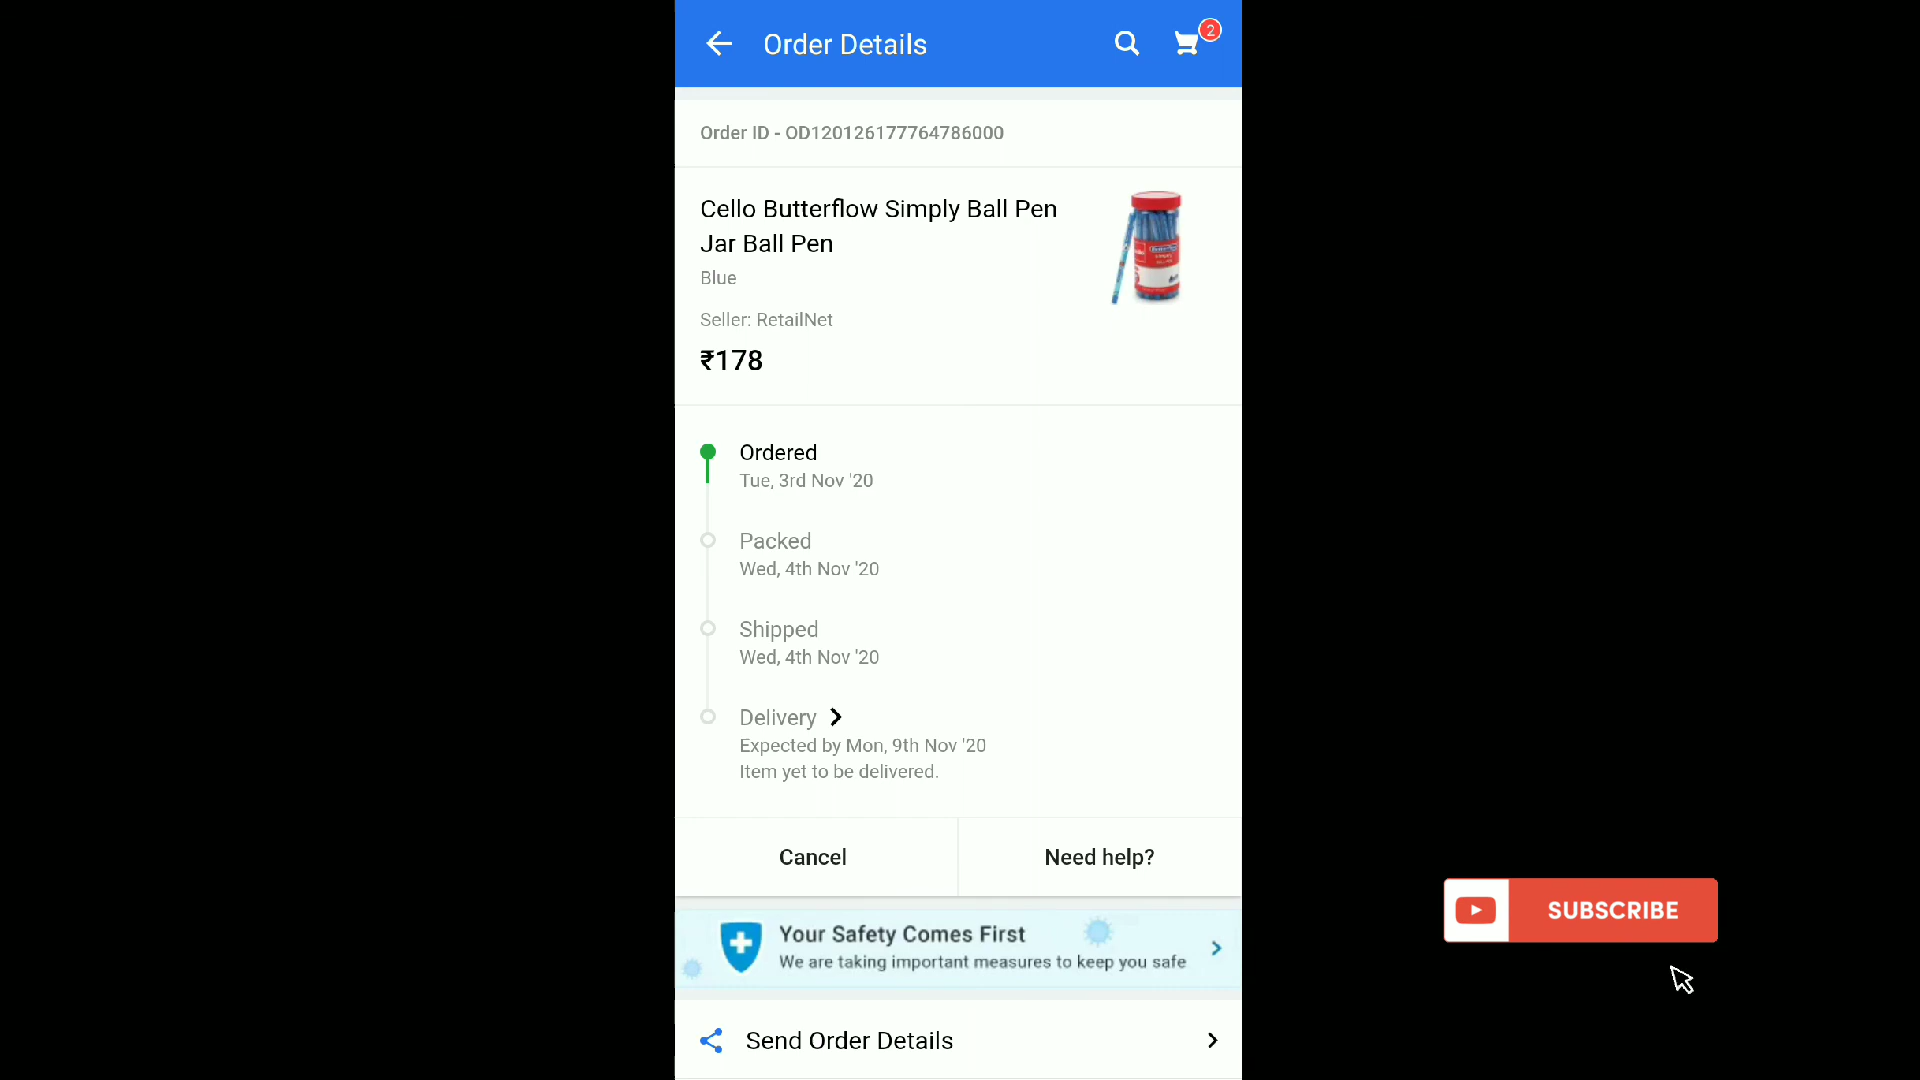 Order Details
2
Order ID - OD120126177764786000
Cello Butterflow Simply Ball Pen
Jar Ball Pen
Blue
Seller: RetailNet
₹178
Ordered
Tue, 3rd Nov '20
Packed
Wed, 4th Nov '20
Shipped
Wed, 4th Nov '20
Delivery
Expected by Mon, 9th Nov '20
Item yet to be delivered.
Cancel
Need help?
Your Safety Comes First
We are taking important measures to keep you safe
SUBSCRIBE
Send Order Details